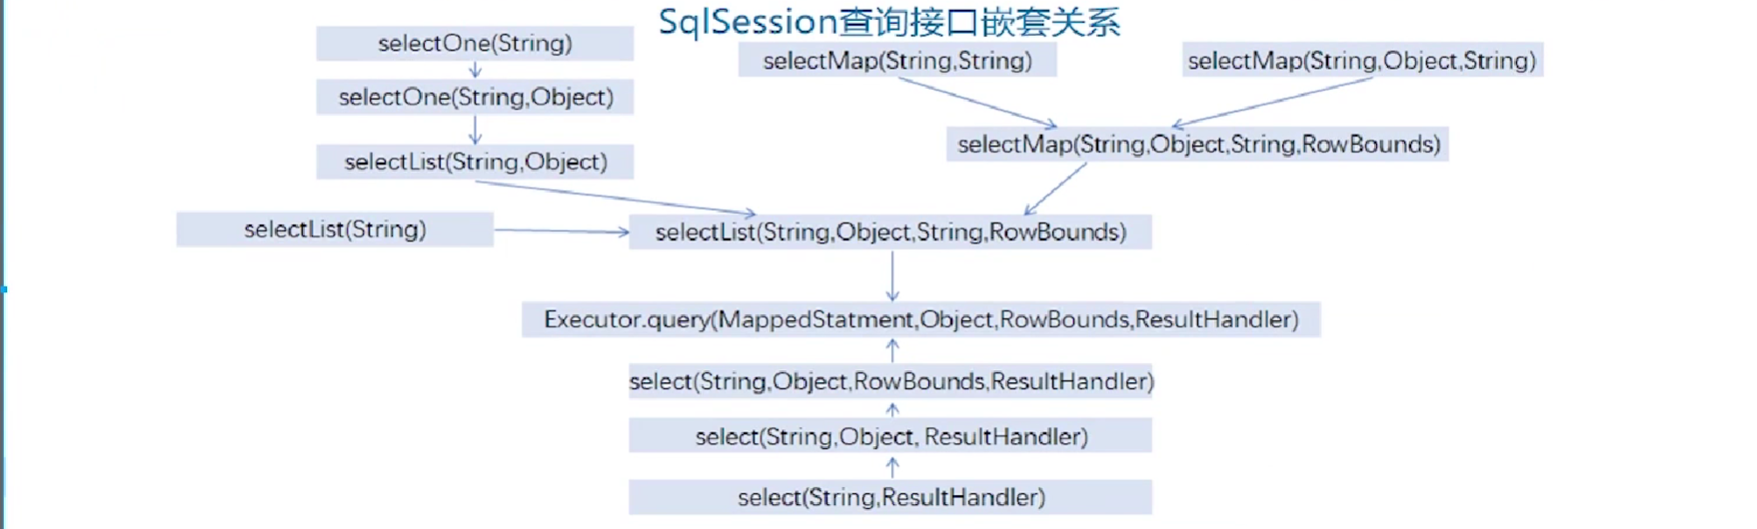 SqlSession查询接口嵌套关系
selectOne(String)
selectOne(String,Object)
selectList(String,Object)
selectList(String)
selectMap(String,String)
selectMap(String,Object,String)
selectMap(String,Object,String,RowBounds)
selectList(String,Object,String,RowBounds)
Executor.query(MappedStatment,Object,RowBounds,ResultHandler)
select(String,Object,RowBounds,ResultHandler)
select(String,Object, ResultHandler)
select(String,ResultHandler)